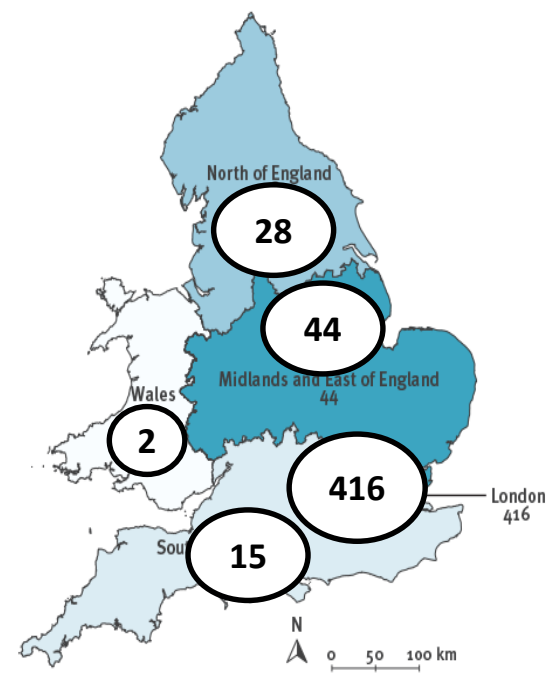 North of England
28
44
Midlands and East of England
44
Wales
2
416
London
416
Sou
15
N
0 50 100 km